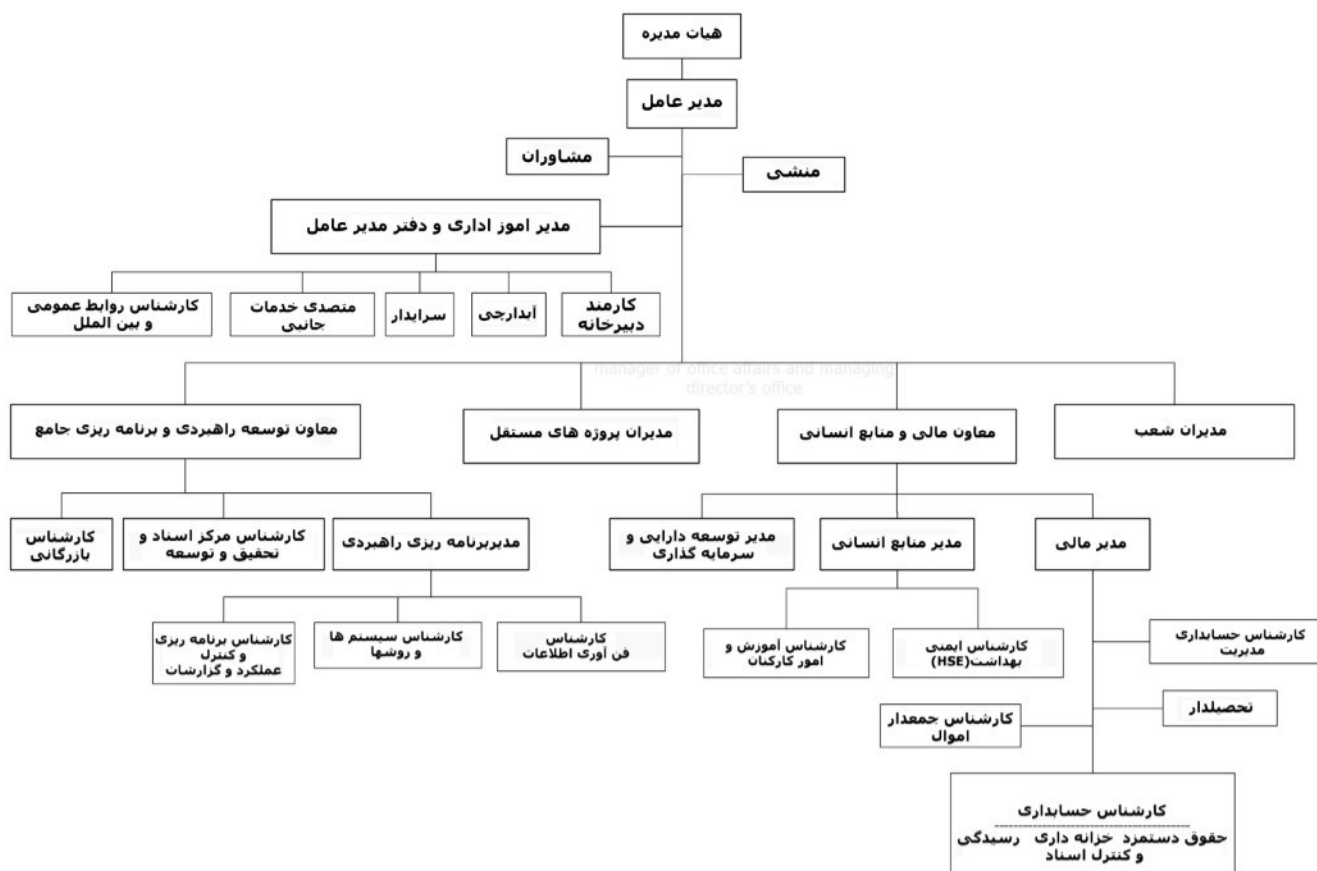 هیات مدیره
مدیر عامل
مشاوران
منشی
مدیر اموز اداری و دفتر مدیر عامل
کارمند
دبیرخانه
آبدارچی
سرایدار
متصدی خدمات
جانبی
کارشناس روابط عمومی
و بین الملل
manager of office affairs and managing
director's office
مدیران شعب
معاون مالی و منابع انسانی
مدیران پروژه های مستقل
معاون توسعه راهبردی و برنامه ریزی جامع
مدیر مالی
مدیر منابع انسانی
مدیر توسعه دارایی و
سرمایه گذاری
مدیربرنامه ریزی راهبردی
کارشناس مرکز اسناد و
تحقیق و توسعه
کارشناس
بازرگانی
کارشناس حسابداری
مدیریت
کارشناس ایمنی
بهداشت(HSE)
کارشناس آموزش و
امور کارکنان
کارشناس
فن آوری اطلاعات
کارشناس سیستم ها
و روشها
کارشناس برنامه ریزی
و کنترل
عملکرد و گزارشات
تحصیلدار
کارشناس جمعدار
اموال
کارشناس حسابداری
حقوق دستمزد خزانه داری رسیدگی
و کنترل اسناد